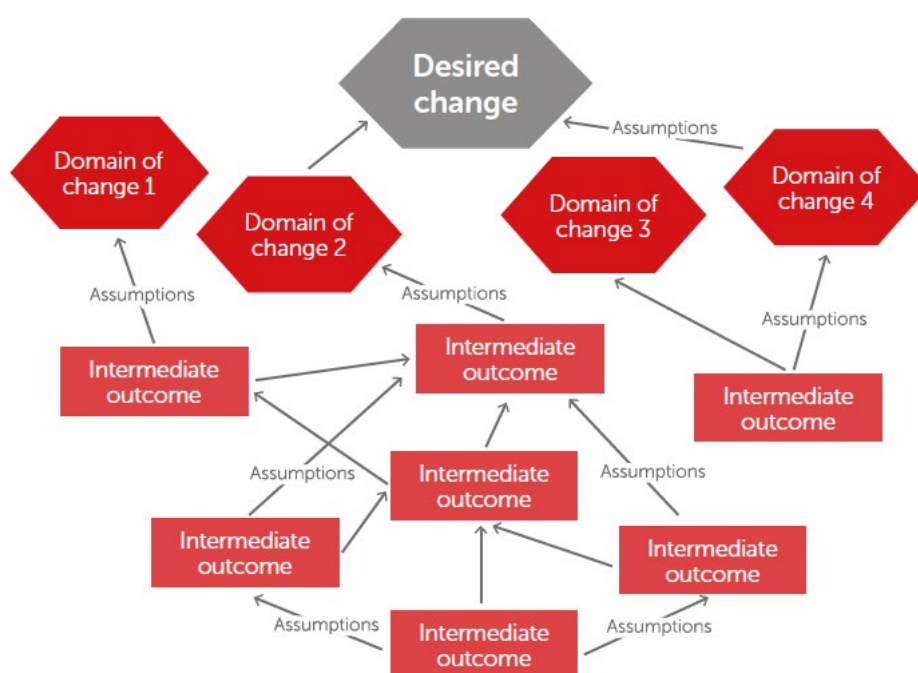 Desired
change
Assumptions
Domain of
change 1
Domain of
change 2
Domain of
change 3
Domain of
change 4
Assumptions
Assumptions
Assumptions
Intermediate
outcome
Intermediate
outcome
Intermediate
outcome
Assumptions
Intermediate
outcome
Assumptions
Intermediate
outcome
Intermediate
outcome
Assumptions
Intermediate
outcome
Assumptions